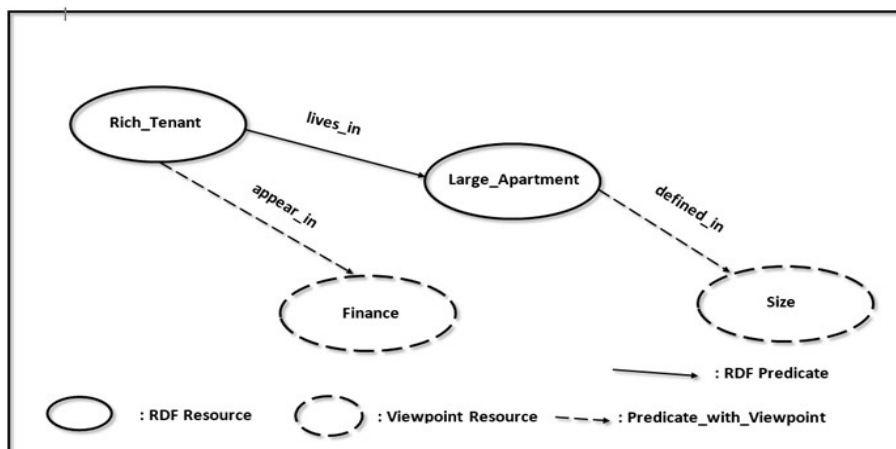 Rich_Tenant
lives_in
Large_Apartment
appear_in
defined_in
Finance
Size
: RDF Predicate
: RDF Resource
: Viewpoint Resource
: Predicate_with_Viewpoint